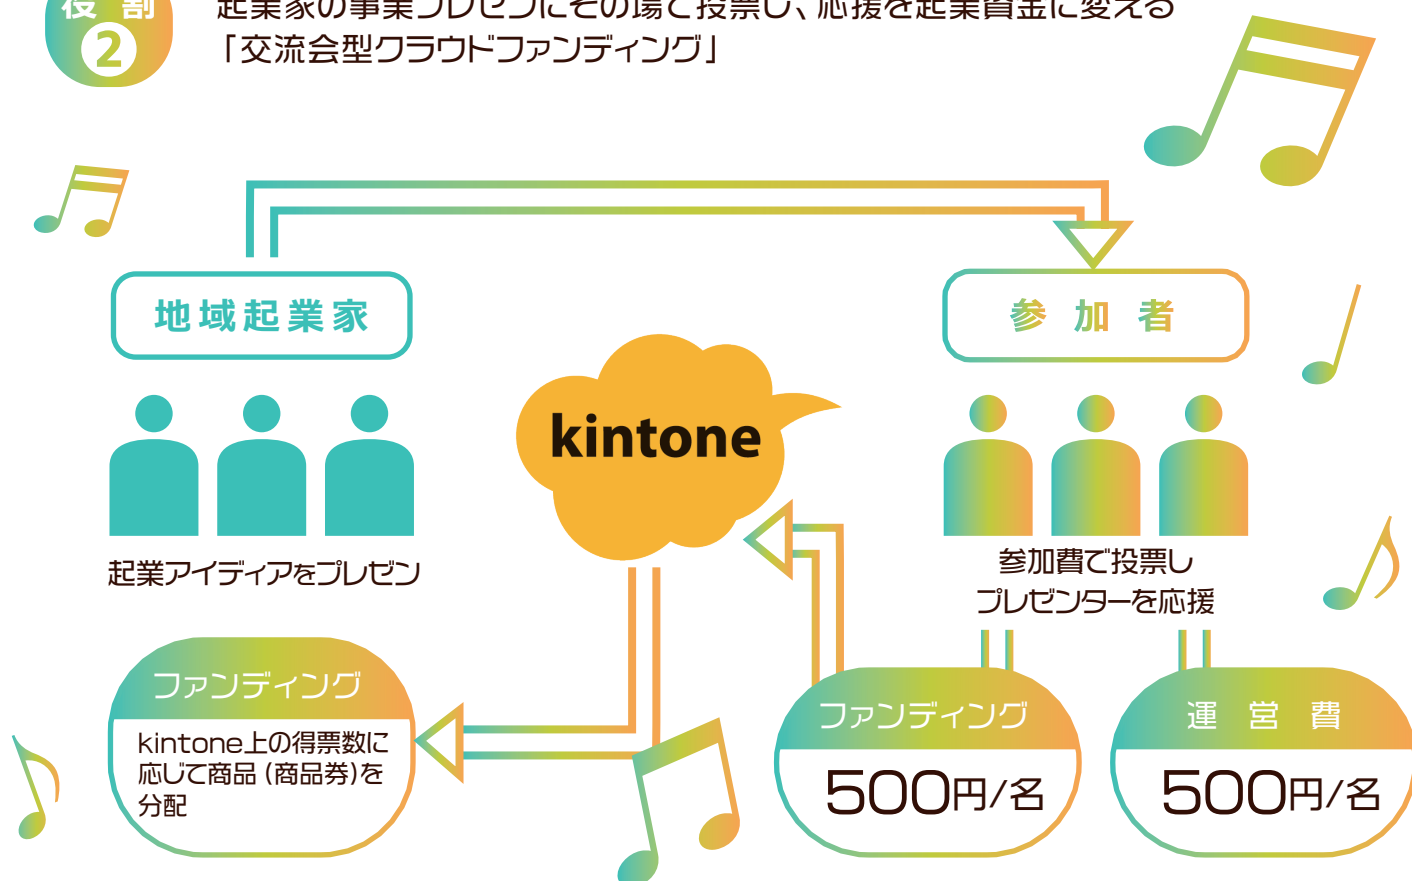 役 割
2
起業家の事業プレゼンにその場で投票し、応援を起業資金に変える
「交流会型クラウドファンディング」
地域起業家
参加者
kintone
起業アイディアをプレゼン
参加費で投票し
プレゼンターを応援
ファンディング
kintone上の得票数に
応じて商品（商品券）を
分配
ファンディング
500円/名
運営費
500円/名